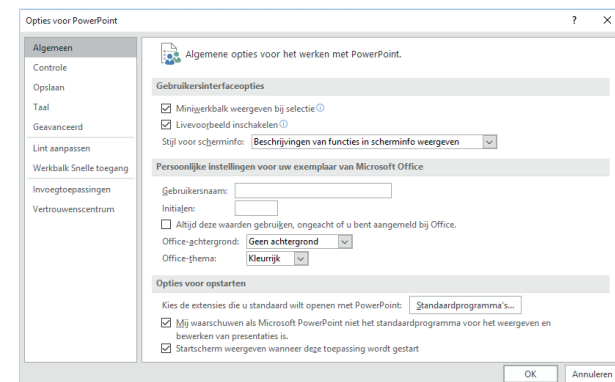 Opties voor PowerPoint
?
Algemeen
Controle
Opslaan
Taal
Geavanceerd
Lint aanpassen
Werkbalk Snelle toegang
Invoegtoepassingen
Vertrouwenscentrum
Algemene opties voor het werken met PowerPoint.
Gebruikersinterfaceopties
Miniwerkbalk weergeven bij selectie
Livevoorbeeld inschakelen
Stijl voor scherminfo: Beschrijvingen van functies in scherminfo weergeven
Persoonlijke instellingen voor uw exemplaar van Microsoft Office
Gebruikersnaam:
Initialen:
Altijd deze waarden gebruiken, ongeacht of u bent aangemeld bij Office.
Office-achtergrond: Geen achtergrond
Office-thema: Kleurrijk
Opties voor opstarten
Kies de extensies die u standaard wilt openen met PowerPoint: Standaardprogramma's...
Mij waarschuwen als Microsoft PowerPoint niet het standaardprogramma voor het weergeven en
bewerken van presentaties is.
Startscherm weergeven wanneer deze toepassing wordt gestart
OK Annuleren